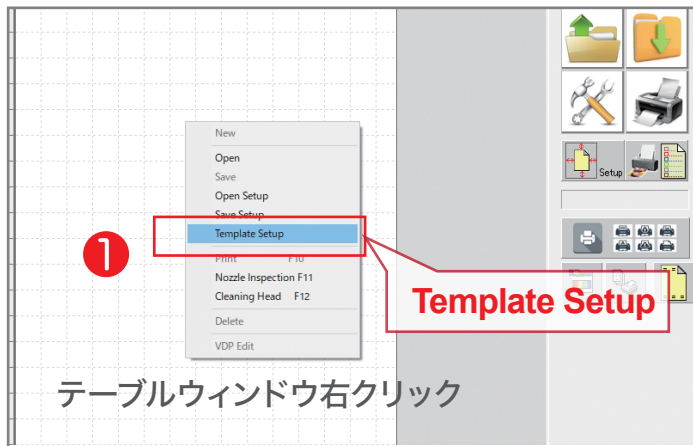 New
Open
Save
Open Setup
Save Setup
Template Setup
Print F10
Nozzle Inspection F11
Cleaning Head F12
Delete
VDP Edit
1
Template Setup
Setup
テーブルウィンドウ右クリック